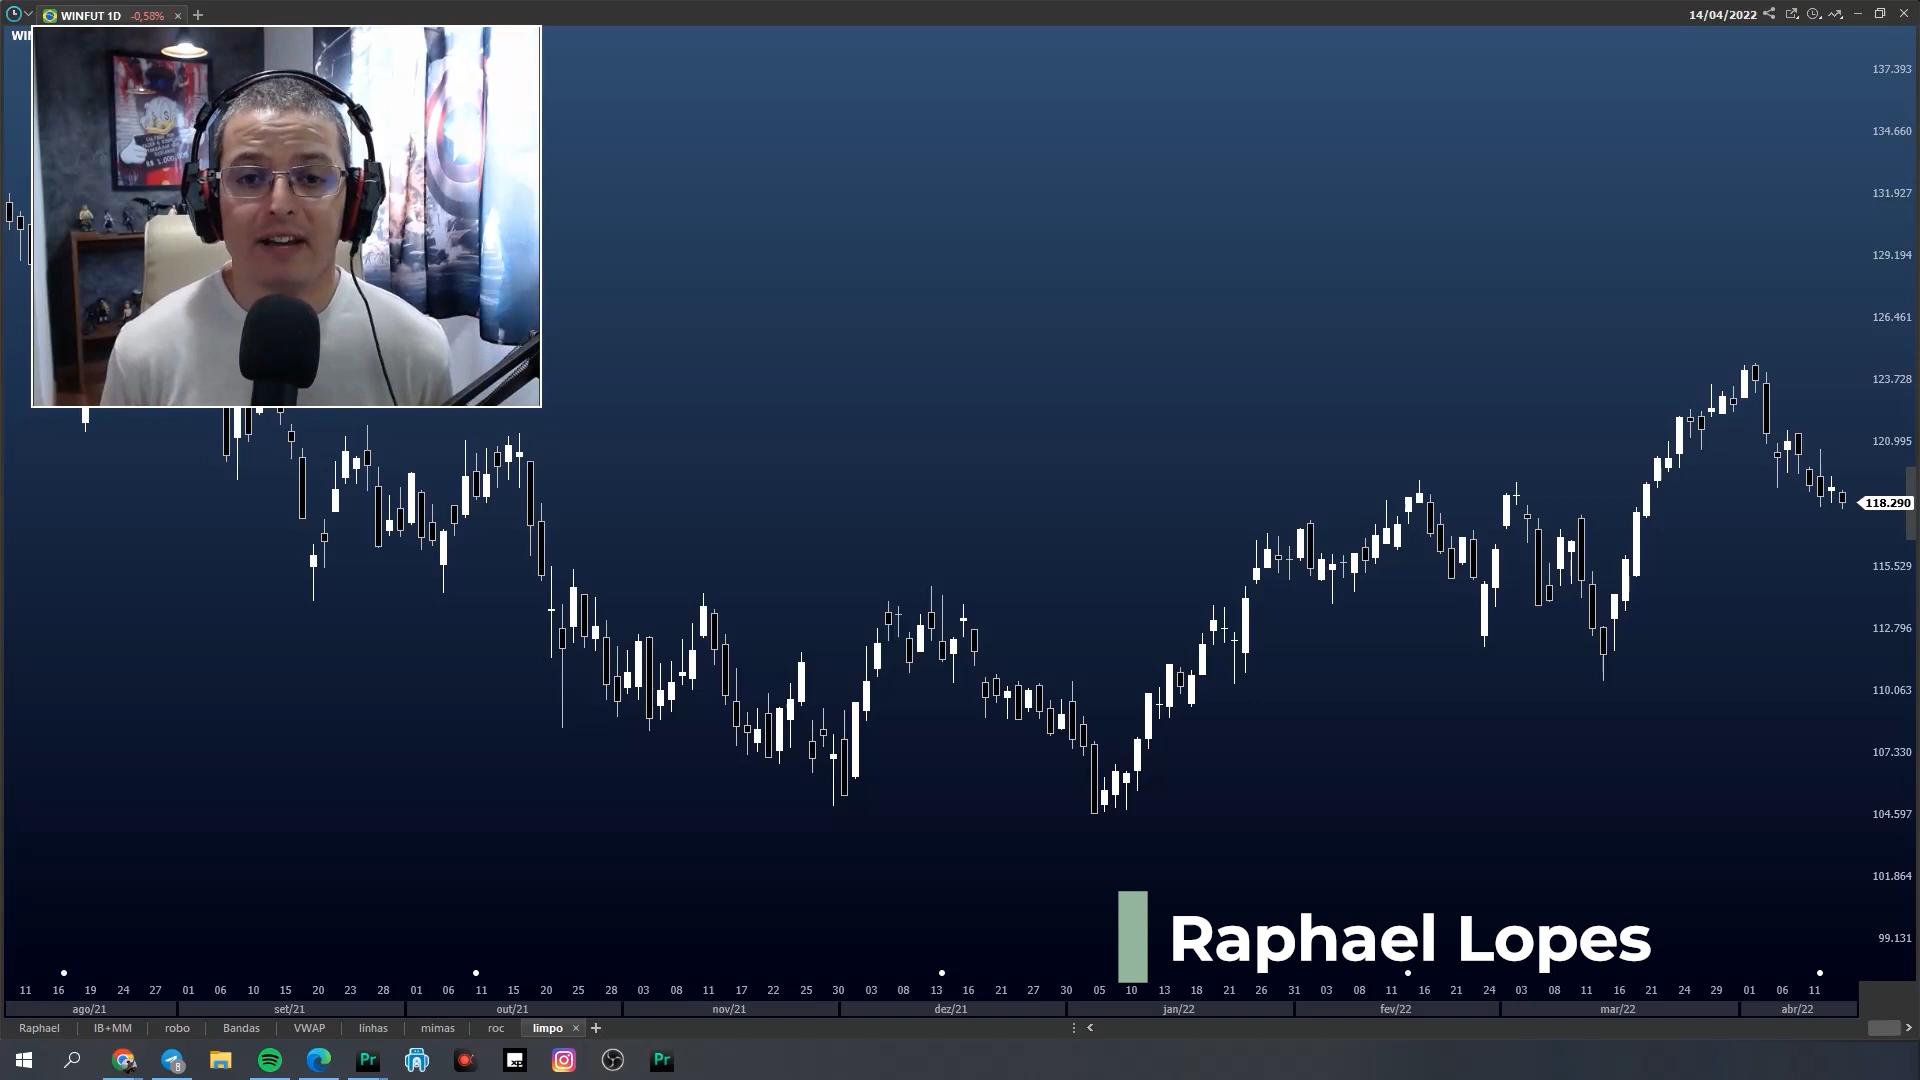 WINFUT 1D -0,58%
14/04/2022
137.393
134.660
131.927
129.194
126.461
123.728
120.995
118.290
115.529
112.796
110.063
107.330
104.597
101.864
99.131
R$ 1.000
Raphael Lopes
11 16 19 24 27 01 06 10 15 20 23 28 01 06 11 15 20 25 28 03 08 11 17 22 25 30 03 08 13 16 21 27 30 05 10 13 18 21 26 31 03 08 11 16 21 24 03 08 11 16 21 24 29 01 06 11
ago/21 set/21 out/21 nov/21 dez/21 jan/22 fev/22 mar/22 abr/22
Raphael IB+MM robo Bandas VWAP linhas mimas roc limpo
Pr XP Pr
8